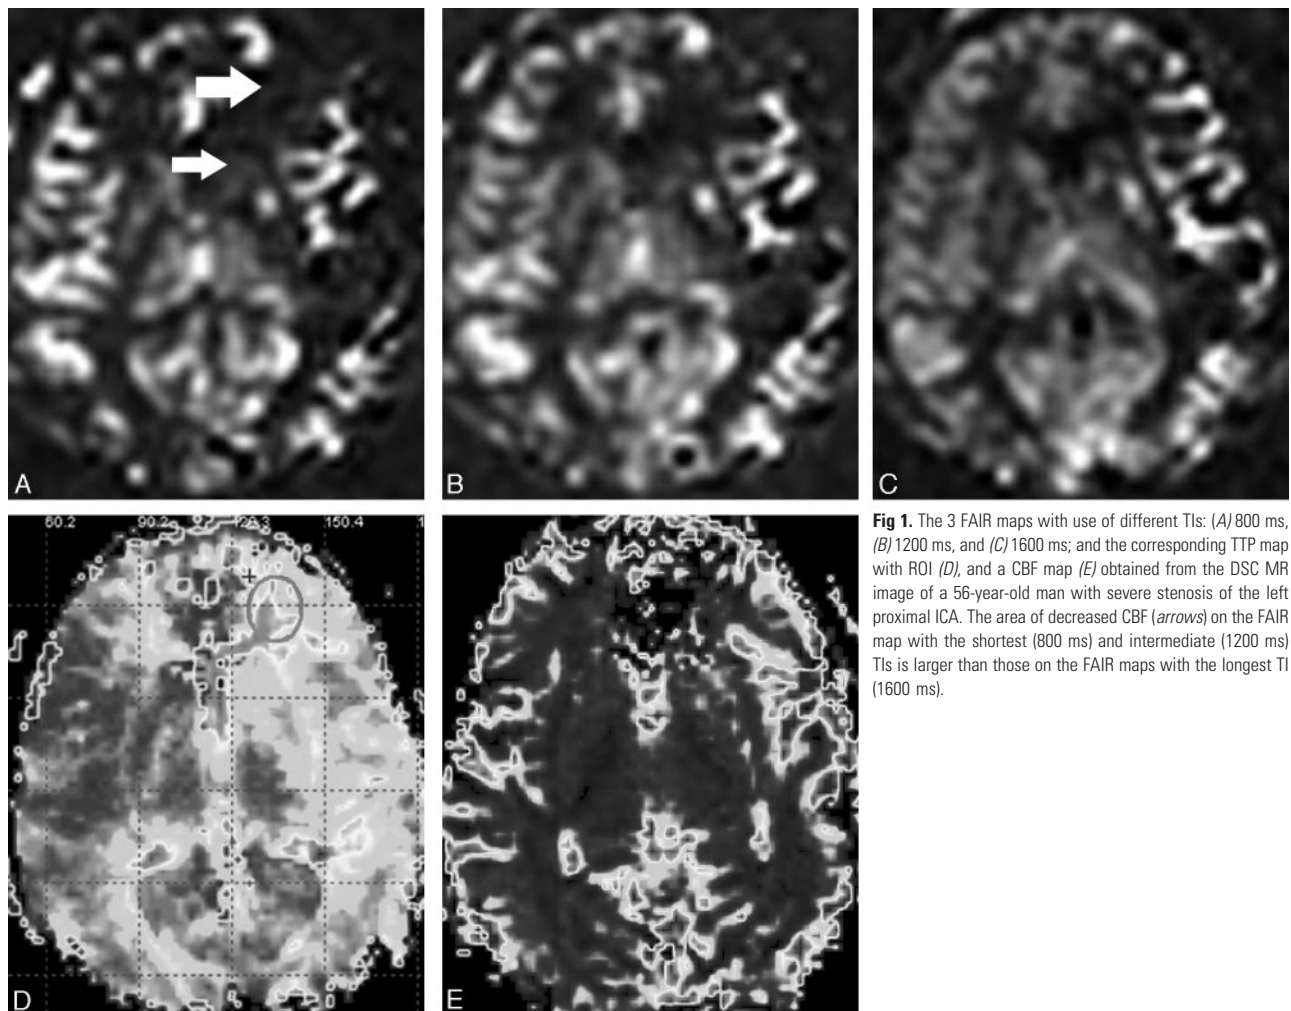 A
B
C
60.2 90.2 150.4
D
E
Fig 1. The 3 FAIR maps with use of different TIs: (A) 800 ms,
(B) 1200 ms, and (C) 1600 ms; and the corresponding TTP map
with ROI (D), and a CBF map (E) obtained from the DSC MR
image of a 56-year-old man with severe stenosis of the left
proximal ICA. The area of decreased CBF (arrows) on the FAIR
map with the shortest (800 ms) and intermediate (1200 ms)
TIs is larger than those on the FAIR maps with the longest TI
(1600 ms).